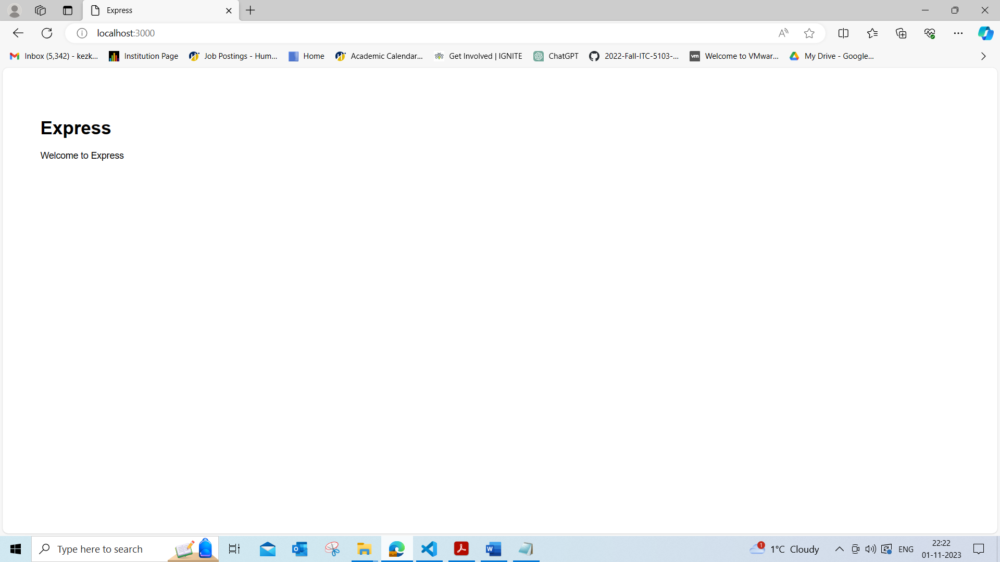 Express
localhost:3000
Inbox (5,342) - kezk... Institution Page Job Postings - Hum... Home Academic Calendar... Get Involved | IGNITE ChatGPT 2022-Fall-ITC-5103-... vm Welcome to VMwar... My Drive - Google...
Express
Welcome to Express
Type here to search 1 1°C Cloudy ENG 22:22
01-11-2023